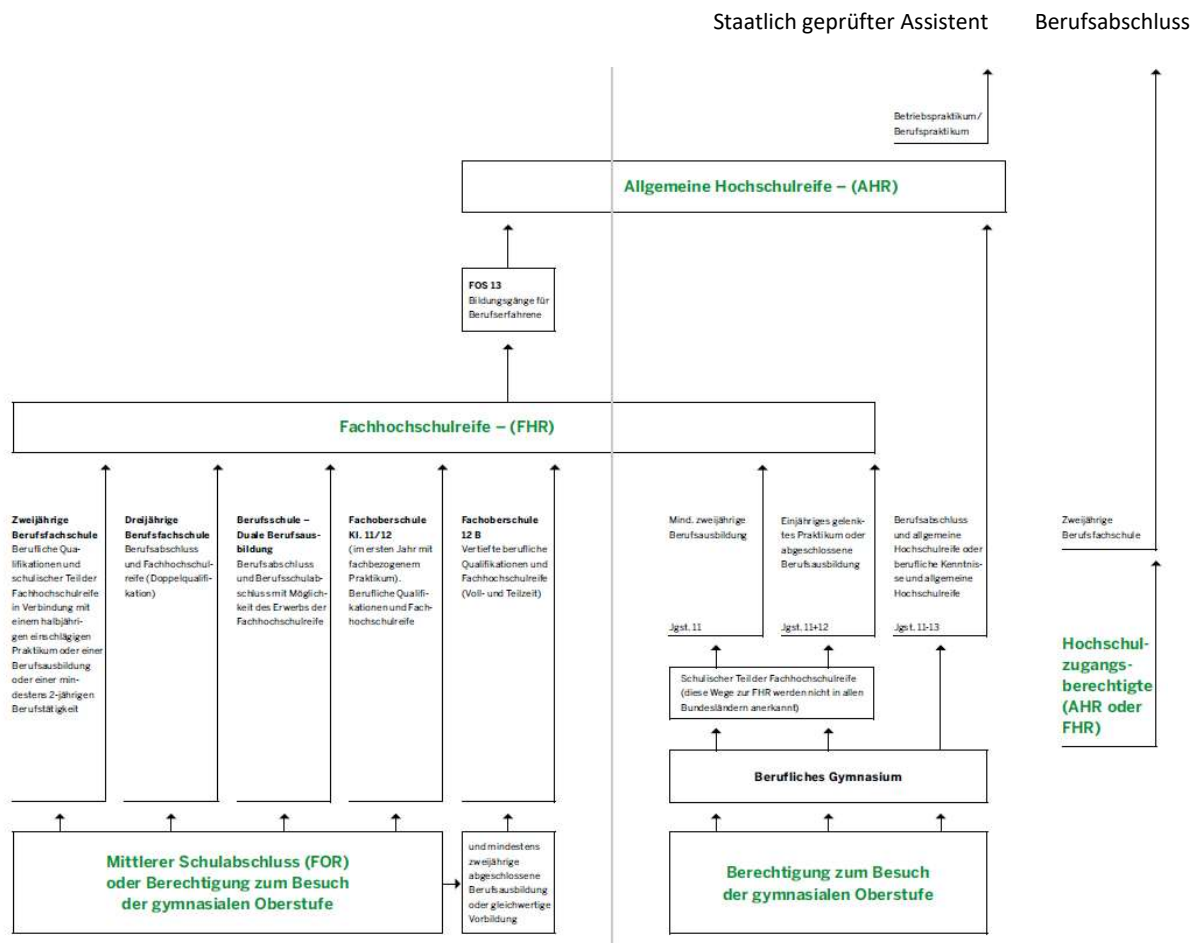 Staatlich geprüfter Assistent
Berufsabschluss
Betriebspraktikum/
Berufspraktikum
Allgemeine Hochschulreife – (AHR)
FOS 13
Bildungsgänge für
Berufserfahrene
Fachhochschulreife – (FHR)
Zweijährige
Berufsfachschule
Berufliche Qua-
lifikationen und
schulischer Teil der
Fachhochschulreife
in Verbindung mit
einem halbjähri-
gen einschlägigen
Praktikum oder einer
Berufsausbildung
oder einer min-
destens 2-jährigen
Berufstätigkeit
Dreijährige
Berufsfachschule
Berufsabschluss
und Fachhochschul-
reife (Doppelqualifi-
kation)
Berufsschule –
Duale Berufsaus-
bildung
Berufsabschluss
und Berufsschulab-
schluss mit Möglich-
keit des Erwerbs der
Fachhochschulreife
Fachoberschule
Kl. 11/12
(im ersten Jahr mit
fachbezogenem
Praktikum).
Berufliche Qualifi-
kationen und Fach-
hochschulreife
Fachoberschule
12 B
Vertiefte berufliche
Qualifikationen und
Fachhochschulreife
(Voll- und Teilzeit)
Mind. zweijährige
Berufsausbildung
Jgst. 11
Einjähriges gelenk-
tes Praktikum oder
abgeschlossene
Berufsausbildung
Jgst. 11+12
Berufsabschluss
und allgemeine
Hochschulreife oder
berufliche Kenntnis-
se und allgemeine
Hochschulreife
Jgst. 11-13
Zweijährige
Berufsfachschule
Schulischer Teil der Fachhochschulreife
(diese Wege zur FHR werden nicht in allen
Bundesländern anerkannt)
Hochschul-
zugangs-
berechtigte
(AHR oder
FHR)
Berufliches Gymnasium
Mittlerer Schulabschluss (FOR)
oder Berechtigung zum Besuch
der gymnasialen Oberstufe
und mindestens
zweijährige
abgeschlossene
Berufsausbildung
oder gleichwertige
Vorbildung
Berechtigung zum Besuch
der gymnasialen Oberstufe